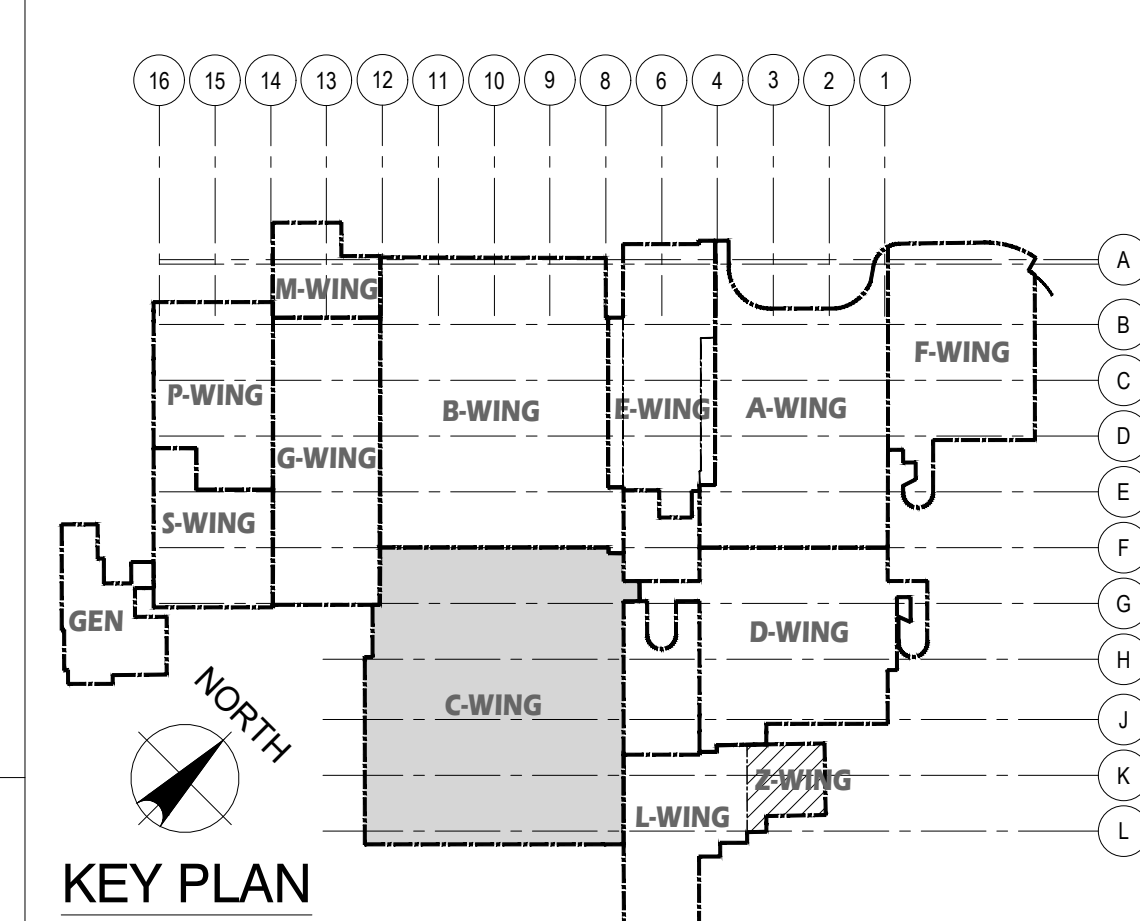 16 15 14 13 12 11 10 9 8 6 4 3 2 1
A
M-WING
B
F-WING
C
P-WING
B-WING
E-WING
A-WING
D
G-WING
E
S-WING
F
G
GEN
D-WING
H
C-WING
J
NORTH
K
Z-WING
L-WING
L
KEY PLAN